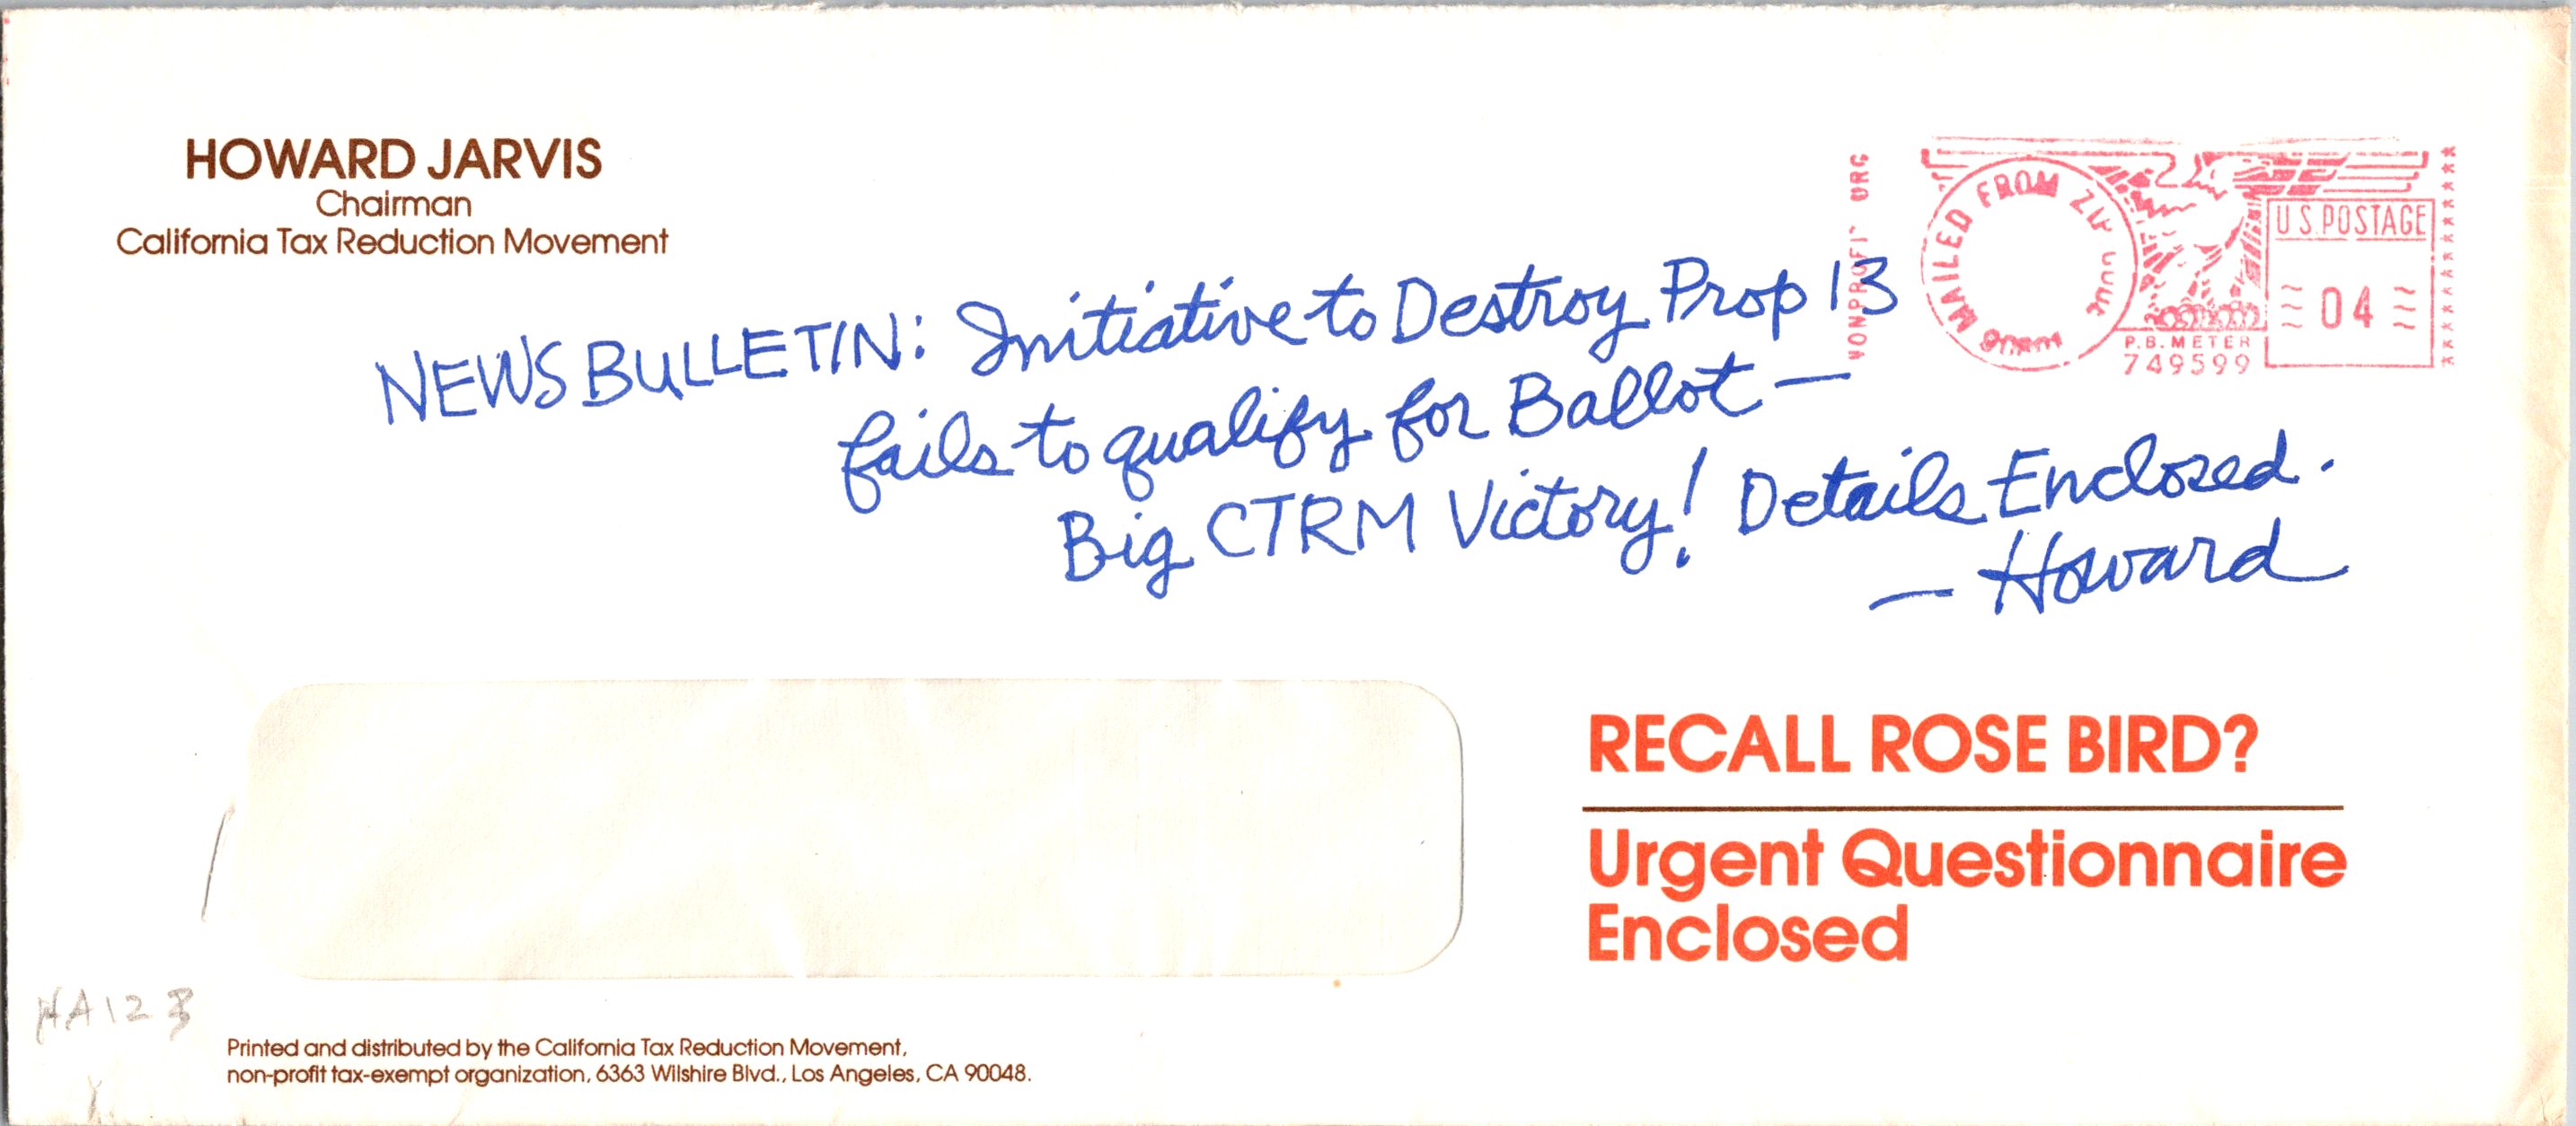 HOWARD JARVIS
Chairman
California Tax Reduction Movement
NONPROFIT ORG
MAILED FROM ZIP CODE
U.S. POSTAGE
04
P.B. METER
749599
NEWS BULLETIN: Initiative to Destroy Prop 13
fails to qualify for Ballot —
Big CTRM Victory! Details Enclosed.
— Howard
RECALL ROSE BIRD?
Urgent Questionnaire
Enclosed
Printed and distributed by the California Tax Reduction Movement,
non-profit tax-exempt organization, 6363 Wilshire Blvd., Los Angeles, CA 90048.